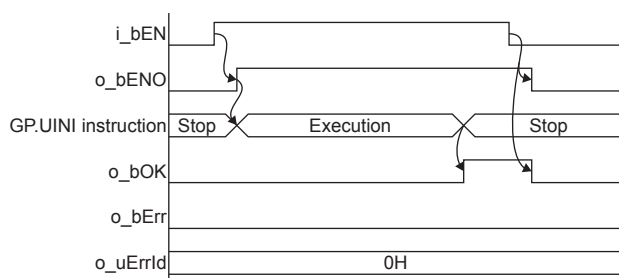 i_bEN
o_bENO
GP.UINI instruction Stop Execution Stop
o_bOK
o_bErr
o_uErrId 0H